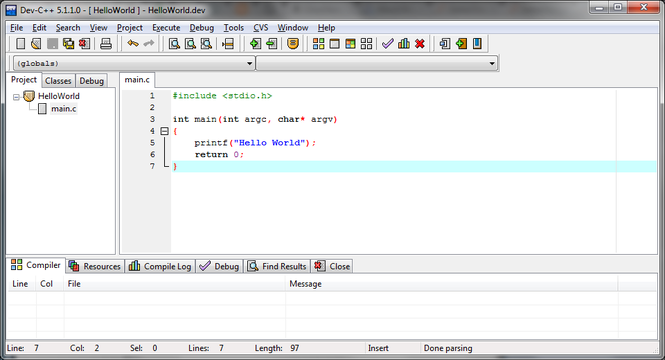 Dev-C++ 5.1.1.0 - [ HelloWorld ] - HelloWorld.dev
File Edit Search View Project Execute Debug Tools CVS Window Help
(globals)
Project Classes Debug
main.c
HelloWorld
main.c
1 #include <stdio.h>
2
3 int main(int argc, char* argv)
4 {
5 printf("Hello World");
6 return 0;
7 }
Compiler Resources Compile Log Debug Find Results Close
Line Col File Message
Line: 7 Col: 2 Sel: 0 Lines: 7 Length: 97 Insert Done parsing